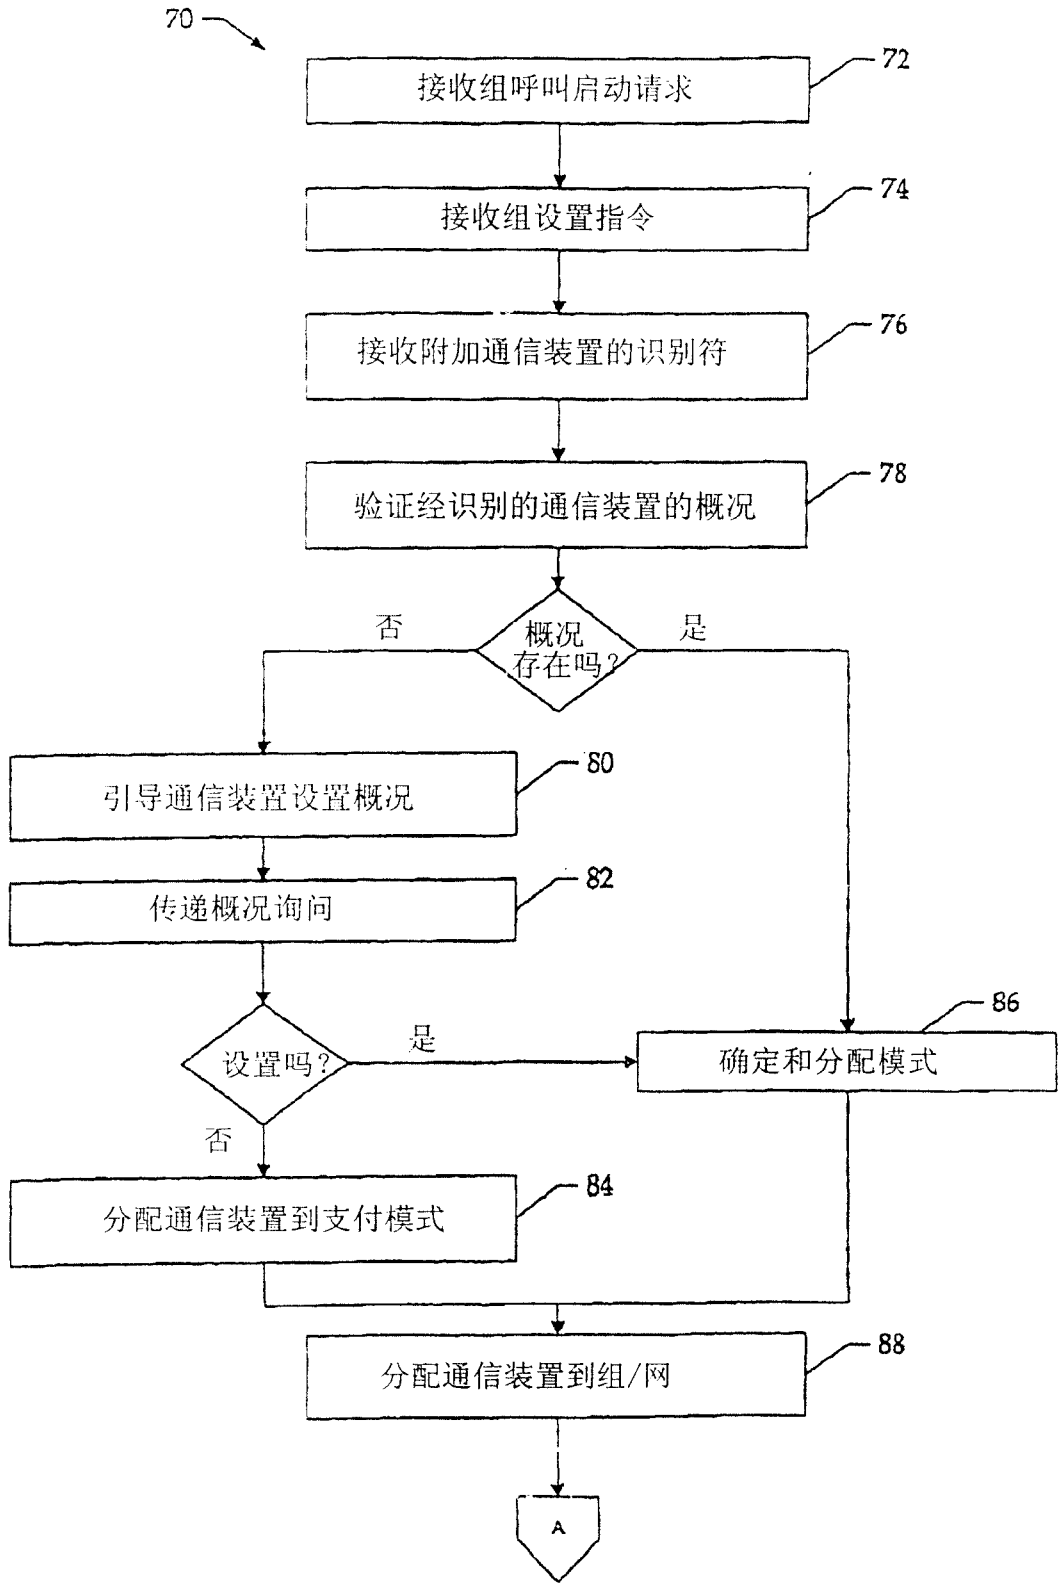 70
72
接收组呼叫启动请求
74
接收组设置指令
76
接收附加通信装置的识别符
78
验证经识别的通信装置的概况
否
是
概况
存在吗?
80
引导通信装置设置概况
82
传递概况询问
86
设置吗?
是
确定和分配模式
否
84
分配通信装置到支付模式
88
分配通信装置到组/网
A